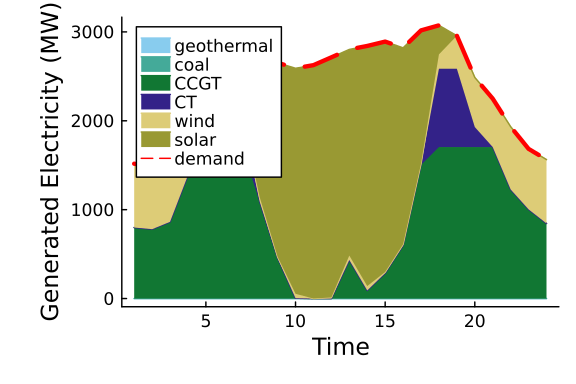 Generated Electricity (MW)
3000
2000
1000
0
geothermal
coal
CCGT
CT
wind
solar
demand
5 10 15 20
Time